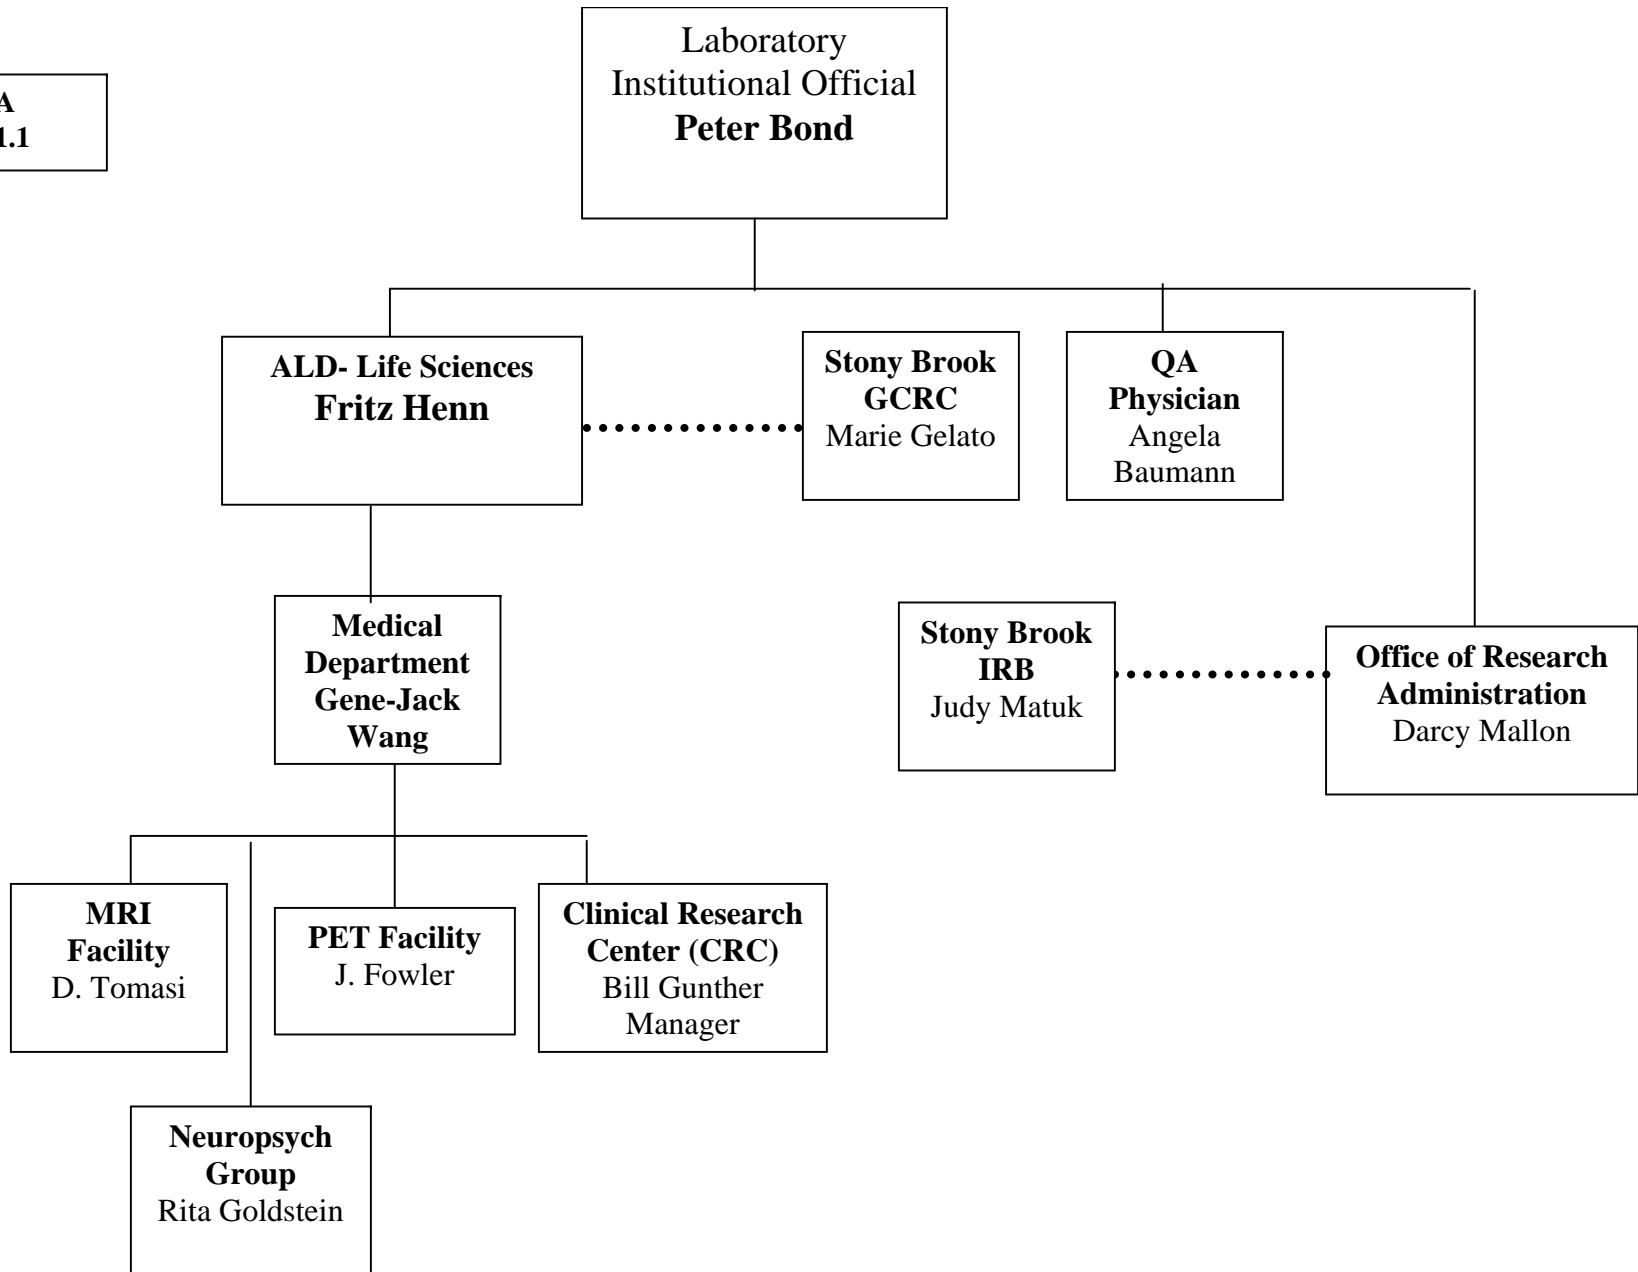 Laboratory
Institutional Official
Peter Bond
A
1.1
ALD- Life Sciences
Fritz Henn
Stony Brook
GCRC
Marie Gelato
QA
Physician
Angela
Baumann
Medical
Department
Gene-Jack
Wang
Stony Brook
IRB
Judy Matuk
Office of Research
Administration
Darcy Mallon
MRI
Facility
D. Tomasi
PET Facility
J. Fowler
Clinical Research
Center (CRC)
Bill Gunther
Manager
Neuropsych
Group
Rita Goldstein